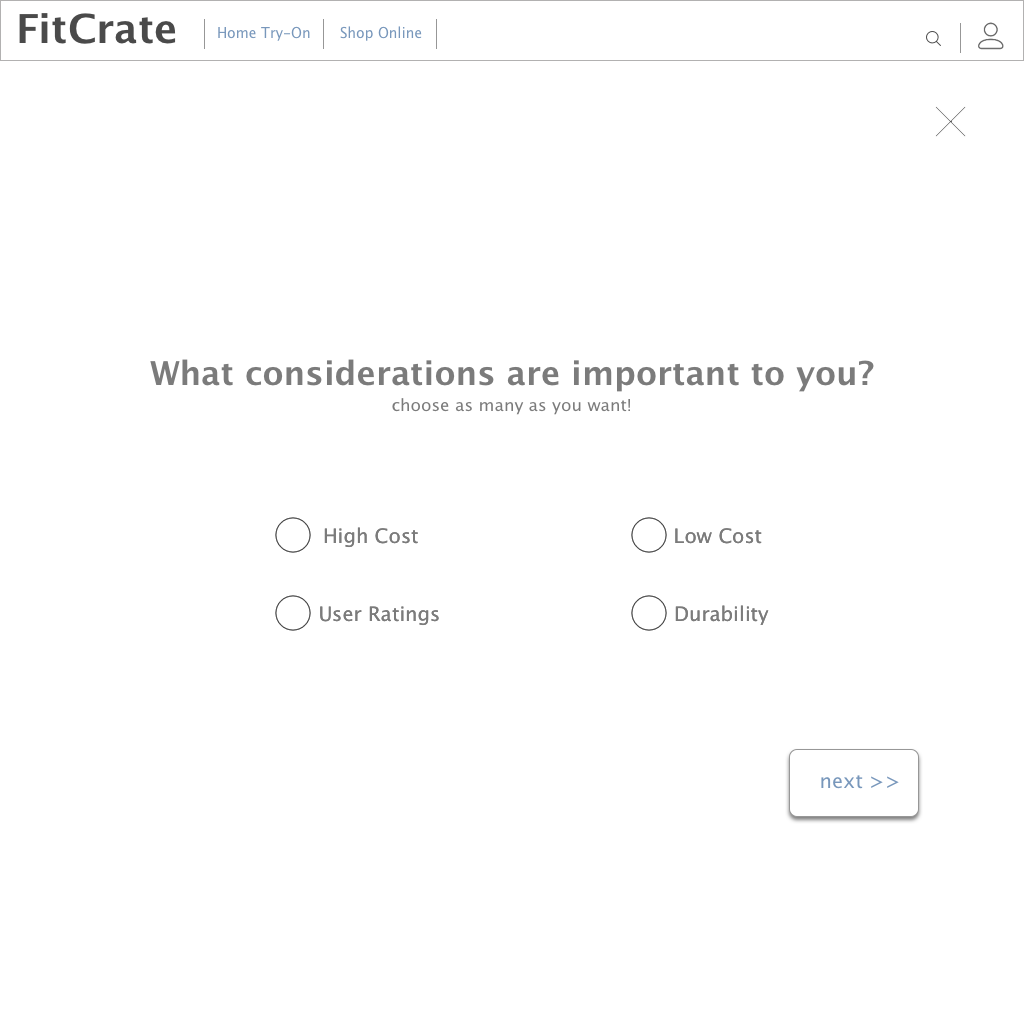 FitCrate
Home Try-On
Shop Online
What considerations are important to you?
choose as many as you want!
High Cost
Low Cost
User Ratings
Durability
next >>